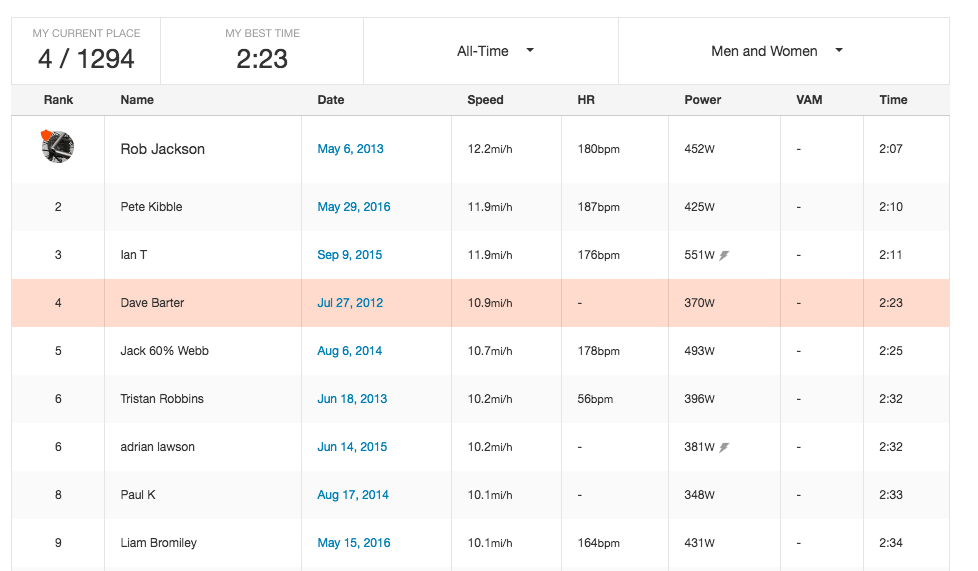 MY CURRENT PLACE MY BEST TIME
4 / 1294 2:23 All-Time Men and Women
Rank Name Date Speed HR Power VAM Time
Rob Jackson May 6, 2013 12.2mi/h 180bpm 452W - 2:07
2 Pete Kibble May 29, 2016 11.9mi/h 187bpm 425W - 2:10
3 Ian T Sep 9, 2015 11.9mi/h 176bpm 551W - 2:11
4 Dave Barter Jul 27, 2012 10.9mi/h - 370W - 2:23
5 Jack 60% Webb Aug 6, 2014 10.7mi/h 178bpm 493W - 2:25
6 Tristan Robbins Jun 18, 2013 10.2mi/h 56bpm 396W - 2:32
6 adrian lawson Jun 14, 2015 10.2mi/h - 381W - 2:32
8 Paul K Aug 17, 2014 10.1mi/h - 348W - 2:33
9 Liam Bromiley May 15, 2016 10.1mi/h 164bpm 431W - 2:34